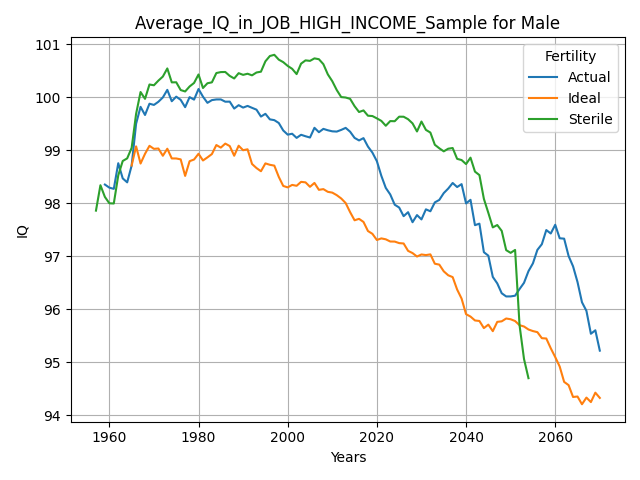 Average_IQ_in_JOB_HIGH_INCOME_Sample for Male
Fertility
Actual
Ideal
Sterile
IQ
101
100
99
98
97
96
95
94
1960
1980
2000
2020
2040
2060
Years